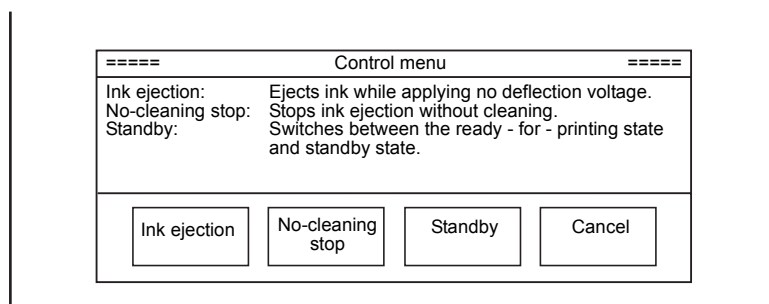 ===== Control menu =====
Ink ejection: Ejects ink while applying no deflection voltage.
No-cleaning stop: Stops ink ejection without cleaning.
Standby: Switches between the ready - for - printing state
and standby state.
Ink ejection No-cleaning stop Standby Cancel